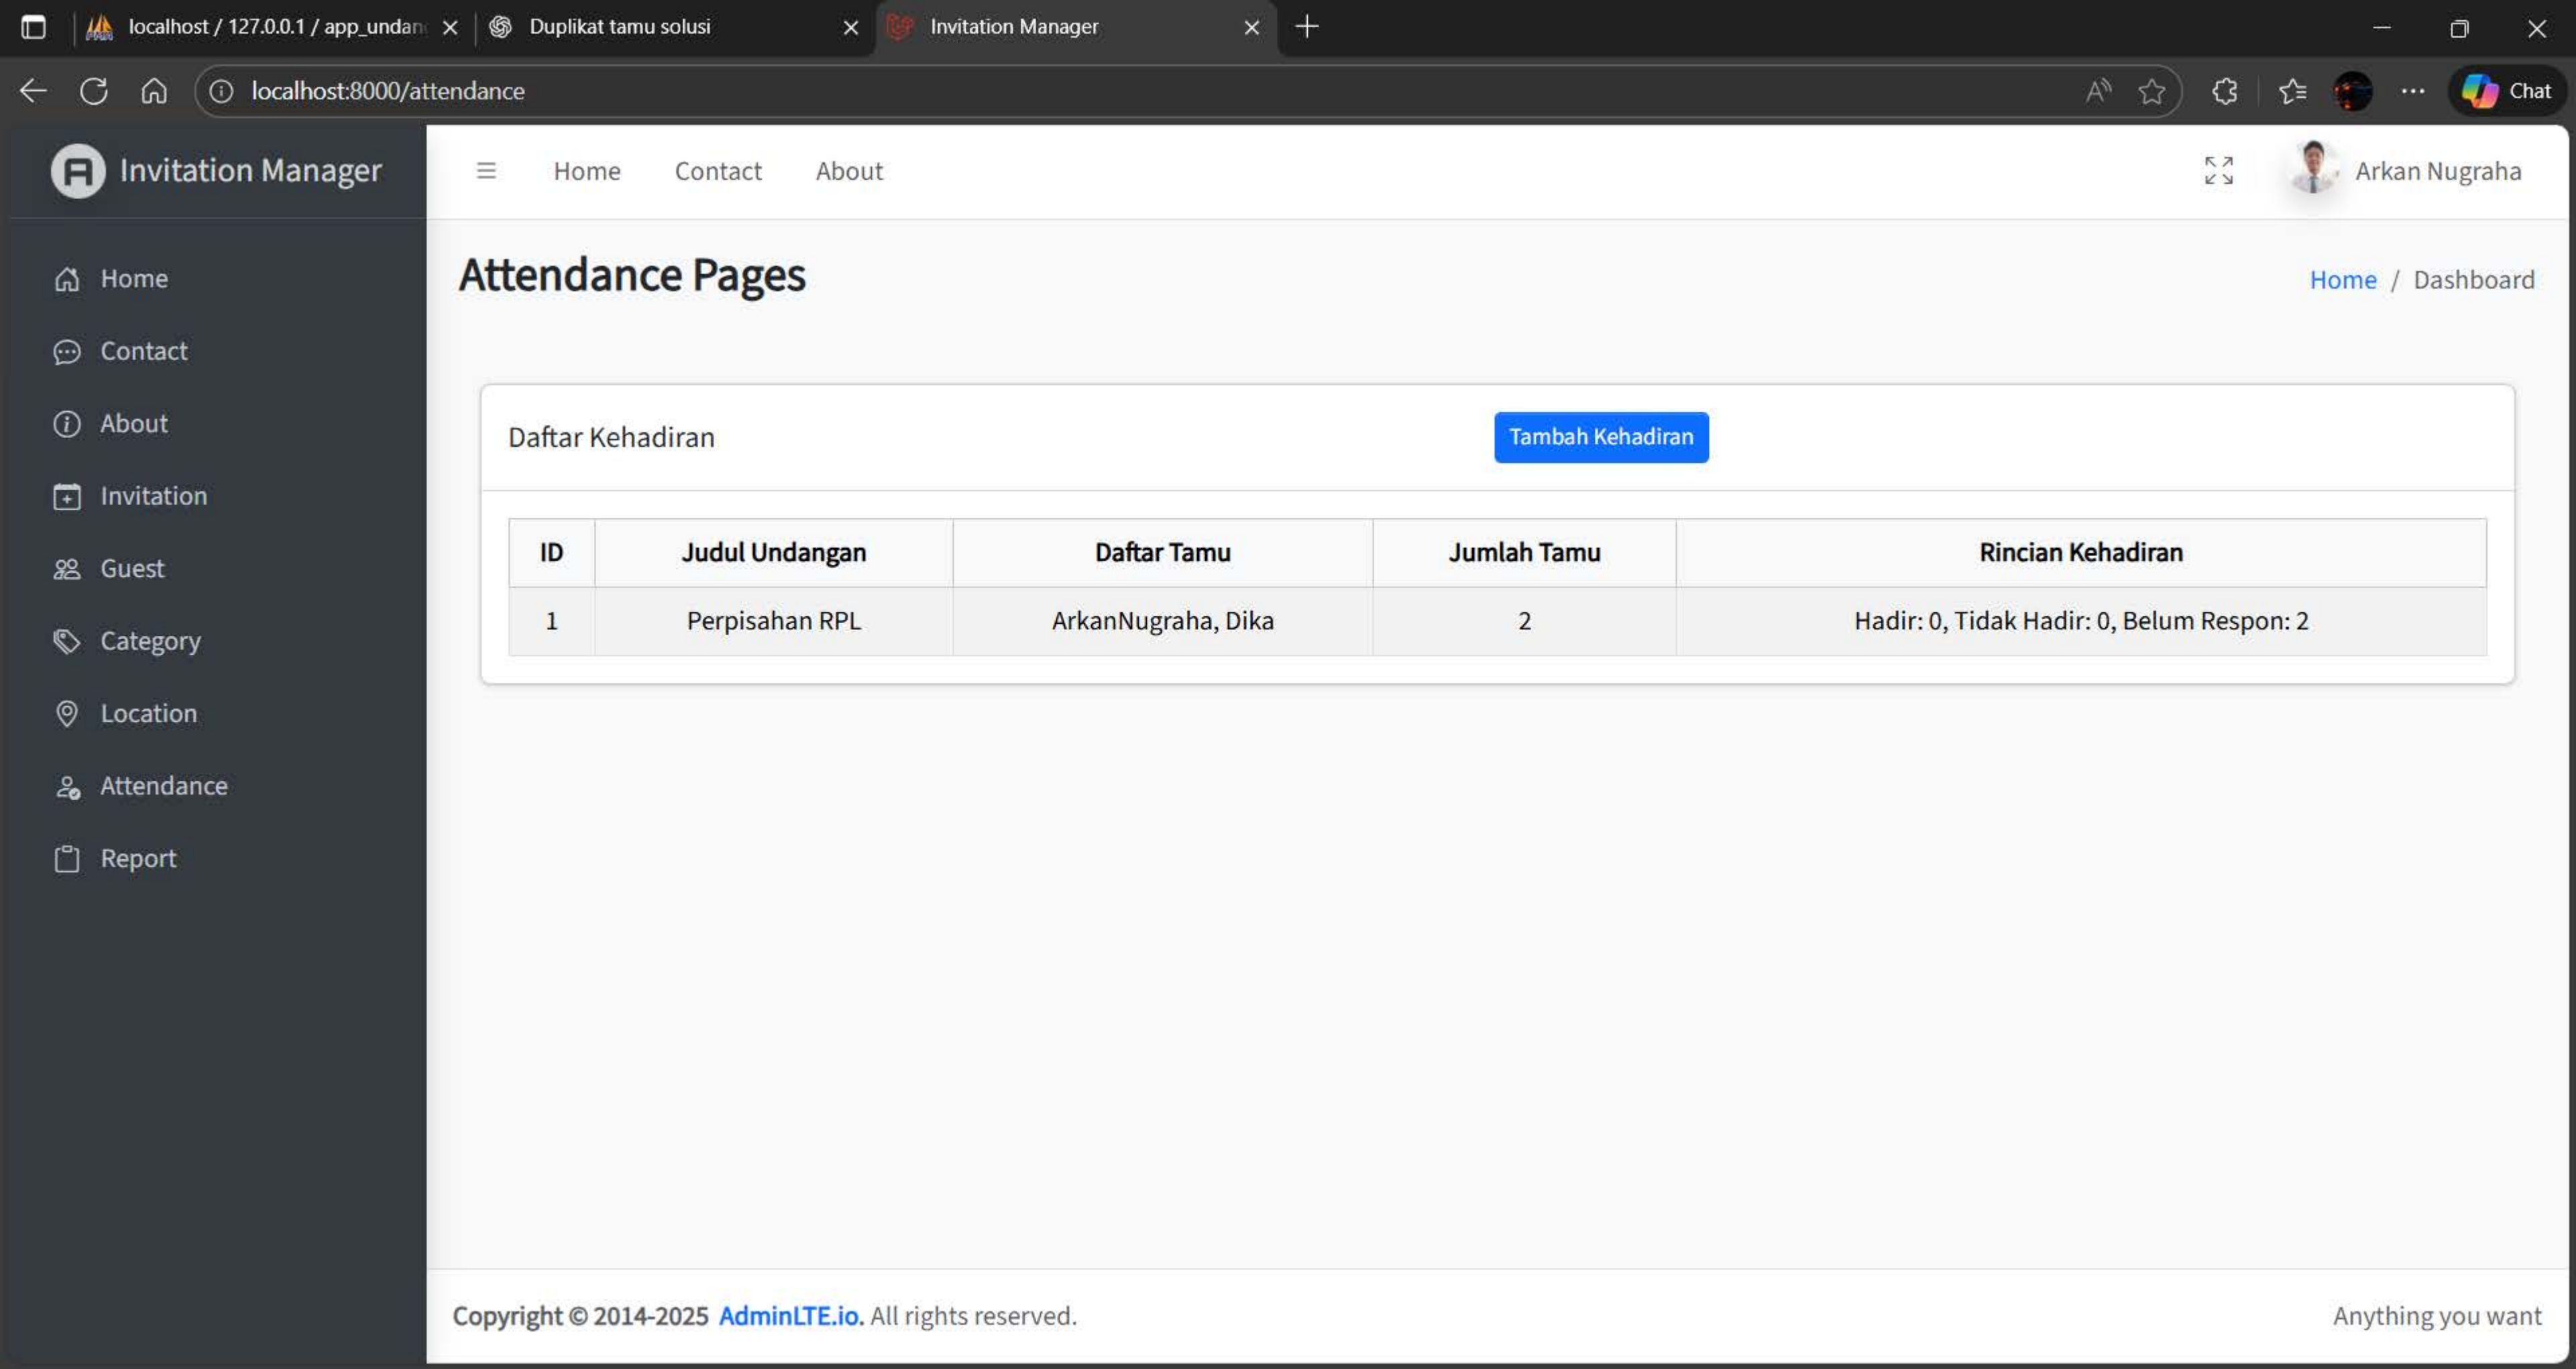 localhost / 127.0.0.1 / app_undan
Duplikat tamu solusi
Invitation Manager
localhost:8000/attendance
Chat
Invitation Manager
Home
Contact
About
Arkan Nugraha
Home
Contact
About
Invitation
Guest
Category
Location
Attendance
Report
Attendance Pages
Home / Dashboard
Daftar Kehadiran
Tambah Kehadiran
ID Judul Undangan Daftar Tamu Jumlah Tamu Rincian Kehadiran
1 Perpisahan RPL ArkanNugraha, Dika 2 Hadir: 0, Tidak Hadir: 0, Belum Respon: 2
Copyright © 2014-2025 AdminLTE.io. All rights reserved.
Anything you want